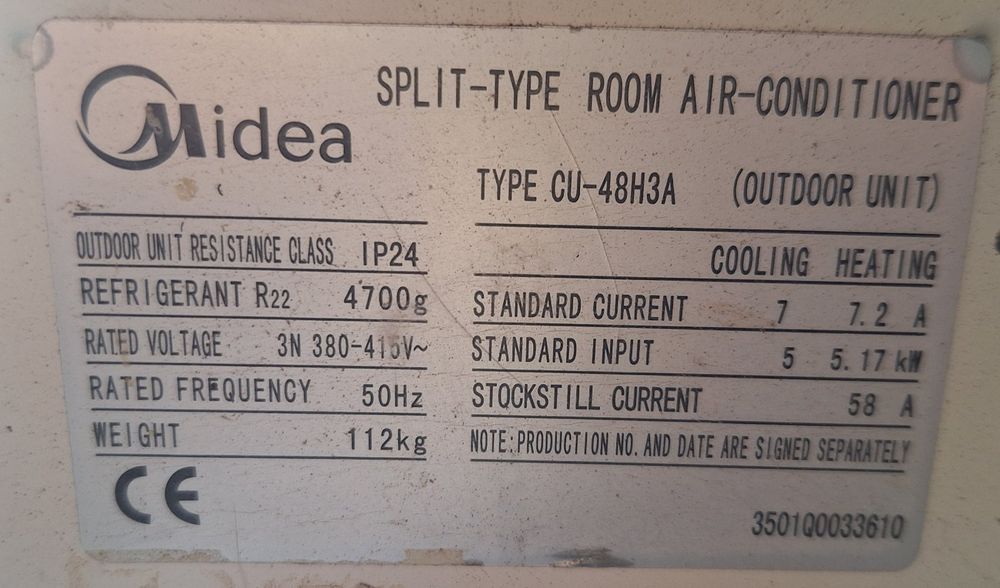 Midea
SPLIT-TYPE ROOM AIR-CONDITIONER
TYPE CU-48H3A (OUTDOOR UNIT)
OUTDOOR UNIT RESISTANCE CLASS IP24
REFRIGERANT R22 4700g
RATED VOLTAGE 3N 380-415V~
RATED FREQUENCY 50Hz
WEIGHT 112kg
CE
COOLING HEATING
STANDARD CURRENT 7 7.2 A
STANDARD INPUT 5 5.17 kW
STOCKSTILL CURRENT 58 A
NOTE:PRODUCTION NO. AND DATE ARE SIGNED SEPARATELY
3501Q0033610